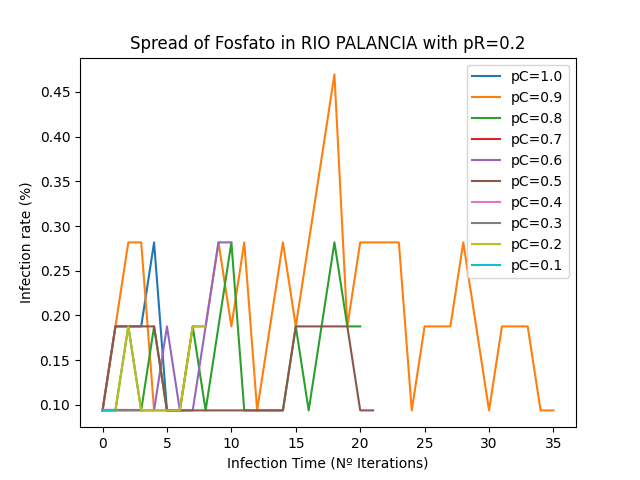 Spread of Fosfato in RIO PALANCIA with pR=0.2
Infection rate (%)
0.45
0.40
0.35
0.30
0.25
0.20
0.15
0.10
pC=1.0
pC=0.9
pC=0.8
pC=0.7
pC=0.6
pC=0.5
pC=0.4
pC=0.3
pC=0.2
pC=0.1
0 5 10 15 20 25 30 35
Infection Time (Nº Iterations)